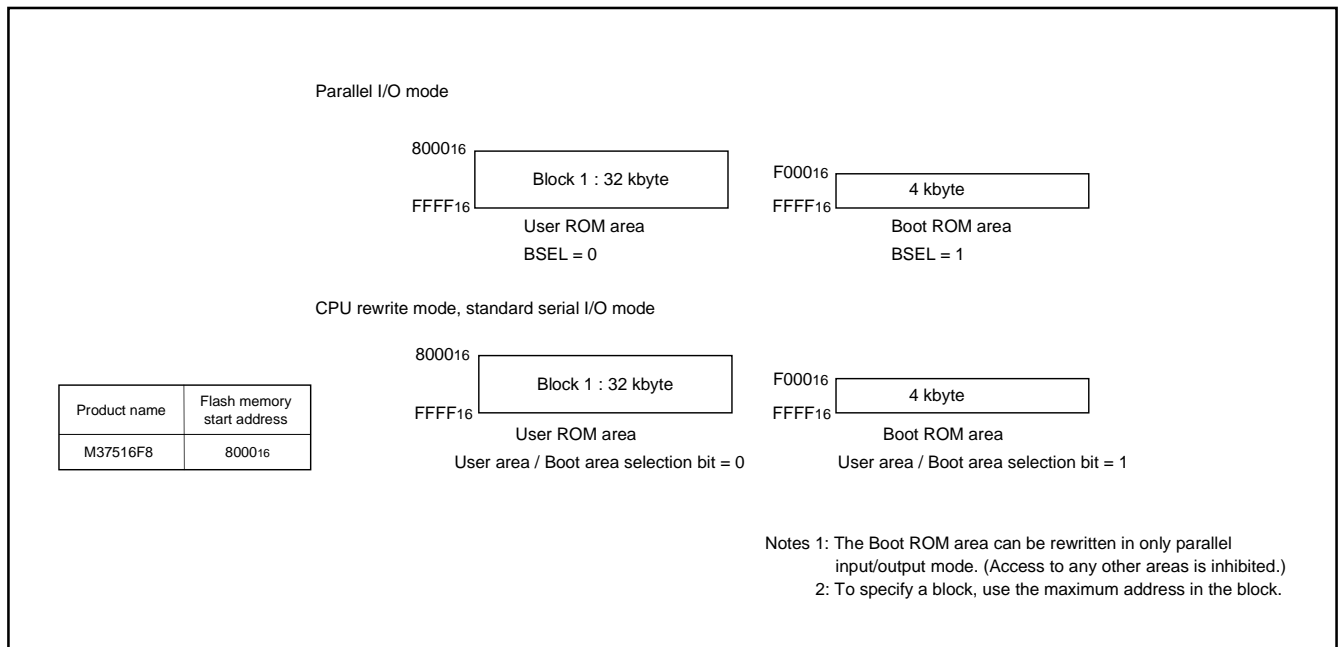 Parallel I/O mode
800016
Block 1 : 32 kbyte
FFFF16
User ROM area
BSEL = 0
F00016
4 kbyte
FFFF16
Boot ROM area
BSEL = 1
CPU rewrite mode, standard serial I/O mode
800016
Block 1 : 32 kbyte
FFFF16
User ROM area
User area / Boot area selection bit = 0
F00016
4 kbyte
FFFF16
Boot ROM area
User area / Boot area selection bit = 1
Product name
Flash memory
start address
M37516F8
800016
Notes 1: The Boot ROM area can be rewritten in only parallel
input/output mode. (Access to any other areas is inhibited.)
2: To specify a block, use the maximum address in the block.